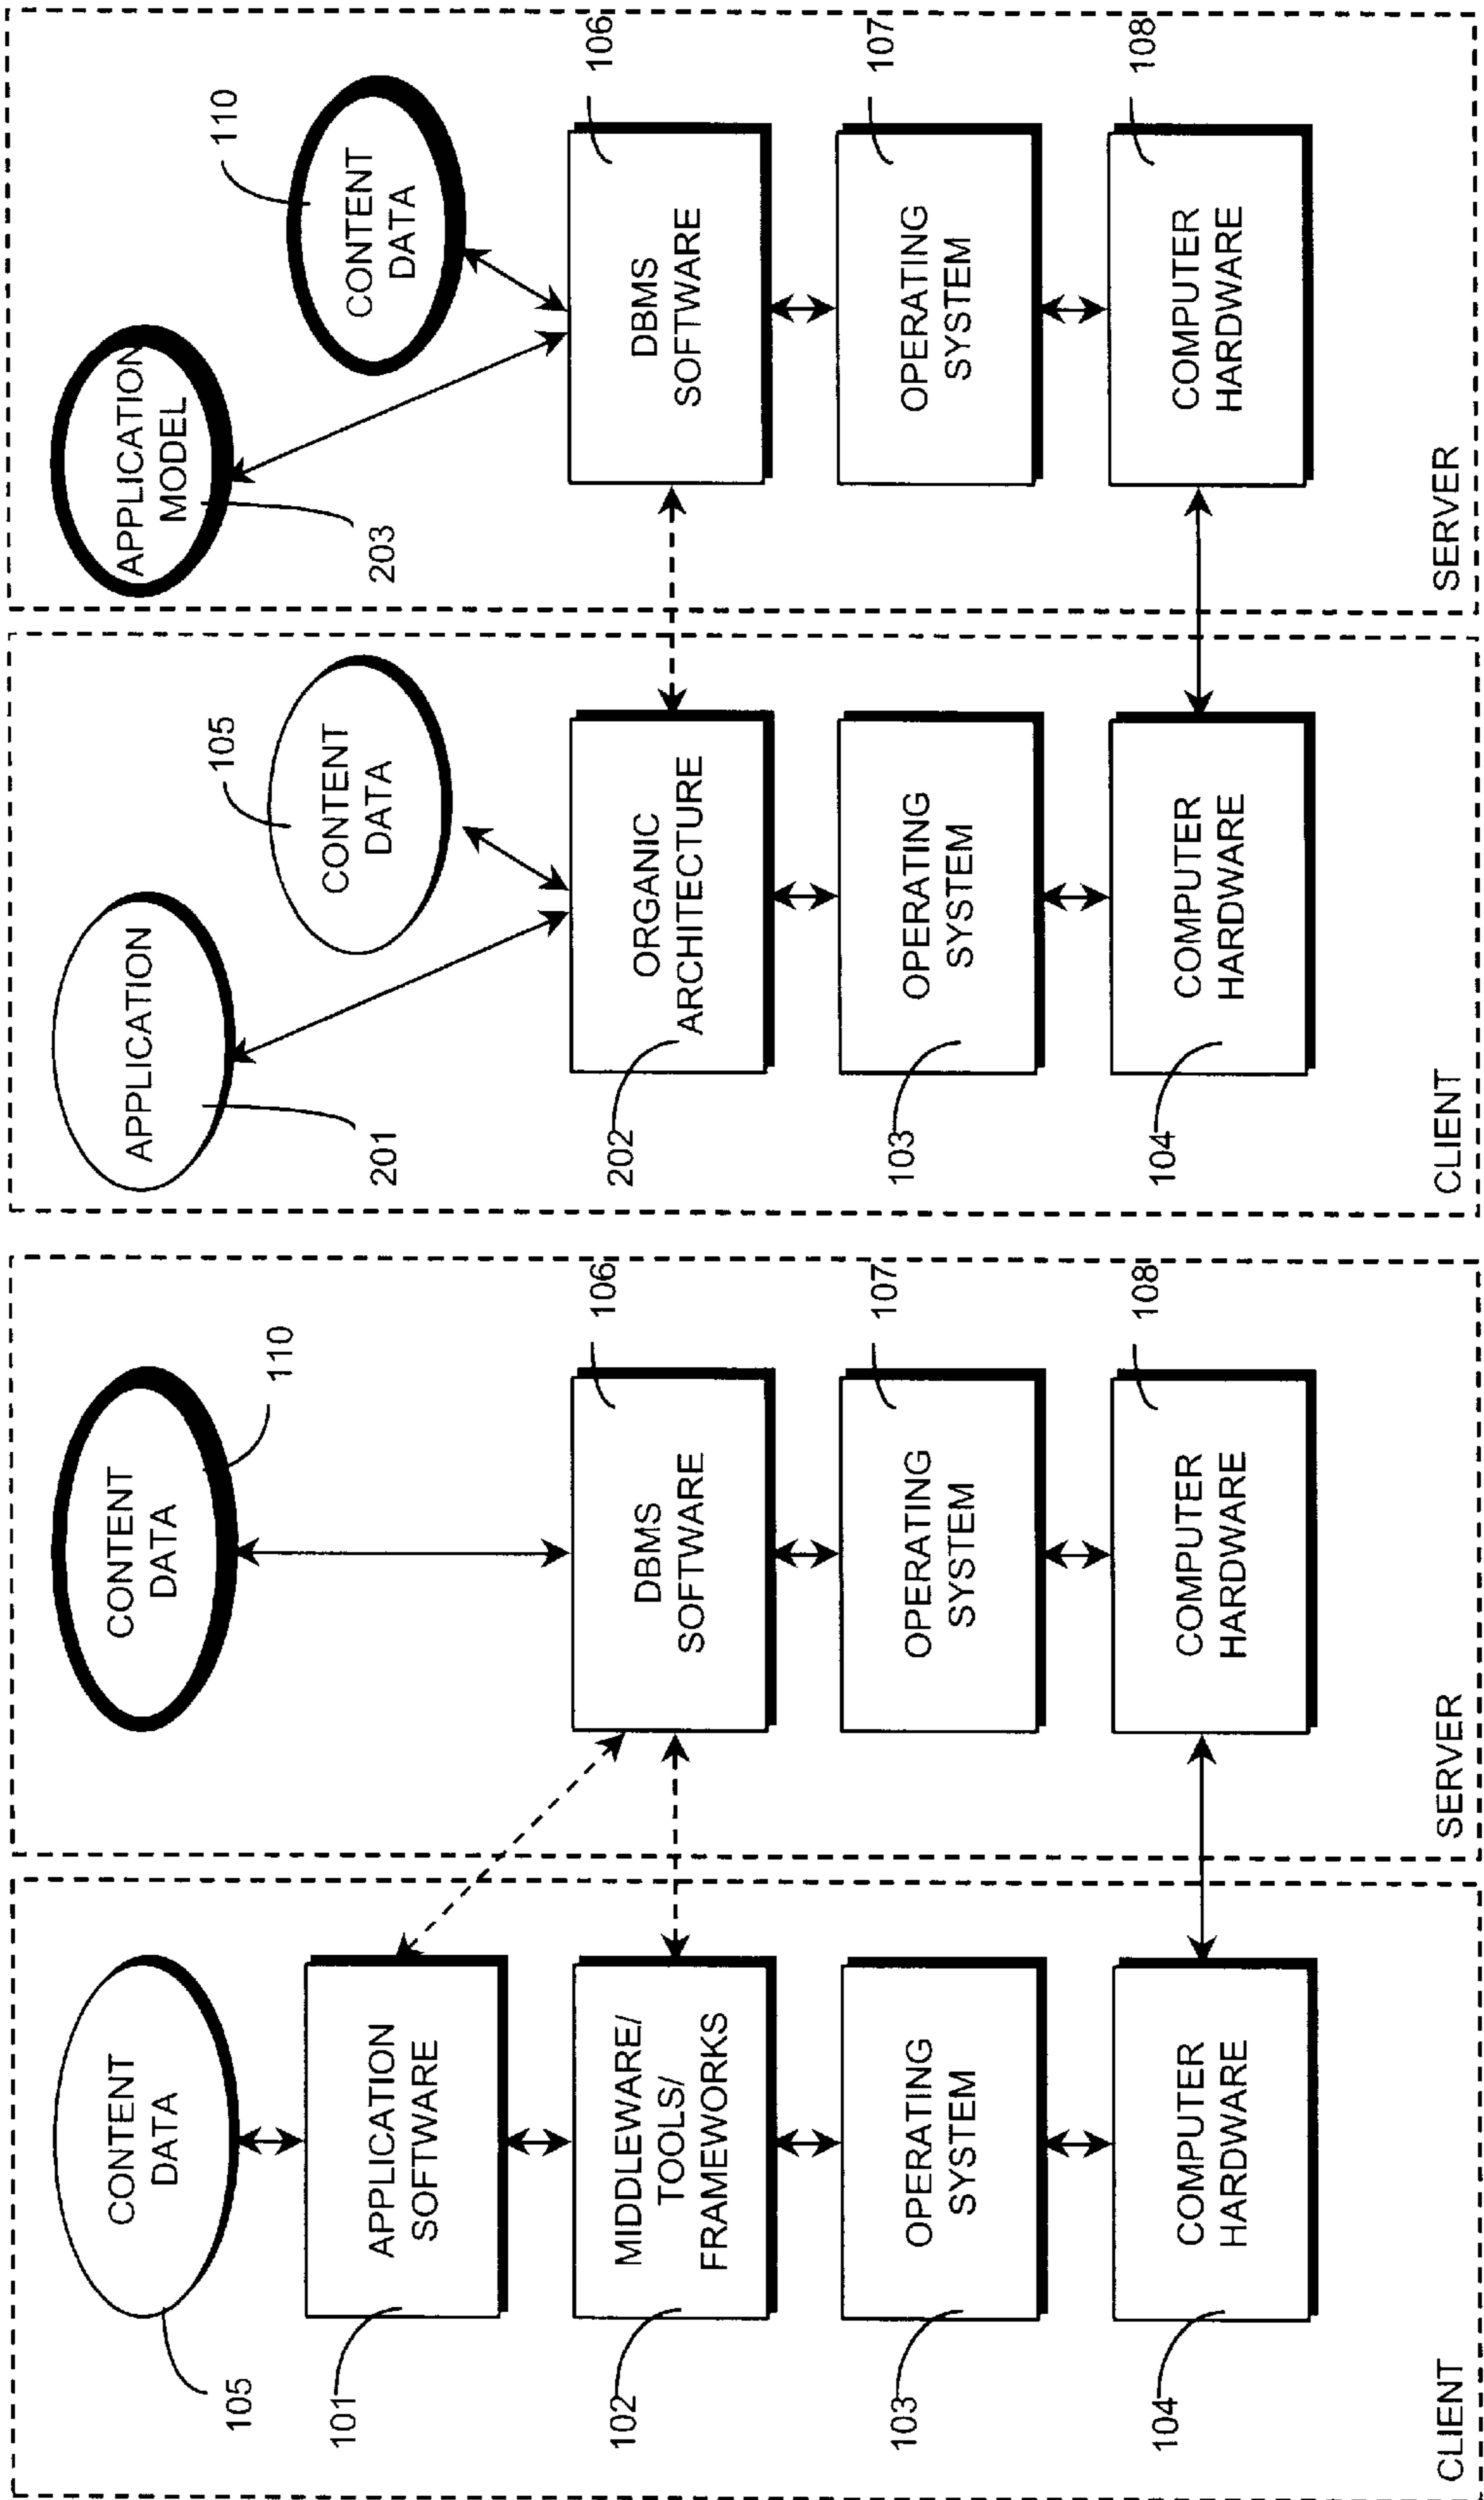 CONTENT
DATA
105
APPLICATION
SOFTWARE
101
MIDDLEWARE/
TOOLS/
FRAMEWORKS
102
OPERATING
SYSTEM
103
COMPUTER
HARDWARE
104
CLIENT
CONTENT
DATA
110
DBMS
SOFTWARE
106
OPERATING
SYSTEM
107
COMPUTER
HARDWARE
108
SERVER
APPLICATION
201
CONTENT
DATA
105
ORGANIC
ARCHITECTURE
202
OPERATING
SYSTEM
103
COMPUTER
HARDWARE
104
CLIENT
APPLICATION
MODEL
203
CONTENT
DATA
110
DBMS
SOFTWARE
106
OPERATING
SYSTEM
107
COMPUTER
HARDWARE
108
SERVER